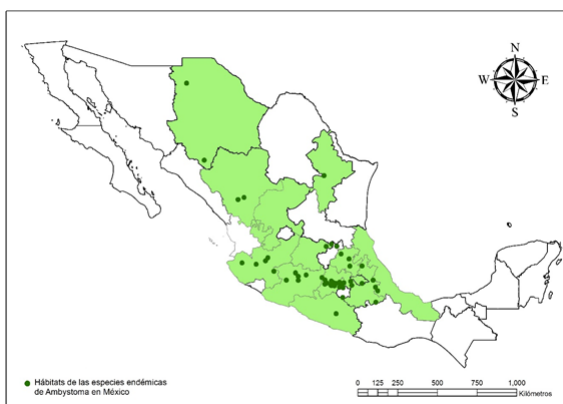 N
W E
S
Hábitats de las especies endémicas
de Ambystoma en México
0 125 250 500 750 1,000
Kilómetros